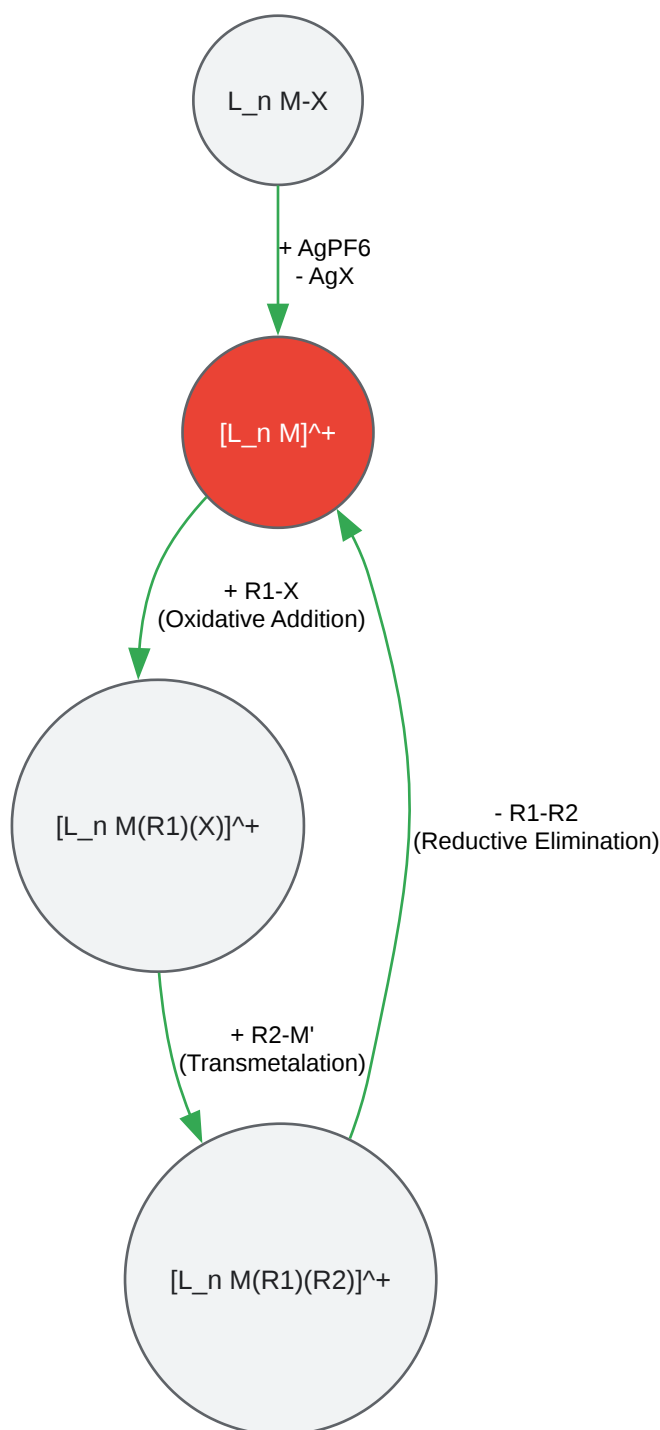 L_n M-X
+ AgPF6
- AgX
[L_n M]^+
+ R1-X
(Oxidative Addition)
[L_n M(R1)(X)]^+
- R1-R2
(Reductive Elimination)
+ R2-M'
(Transmetalation)
[L_n M(R1)(R2)]^+